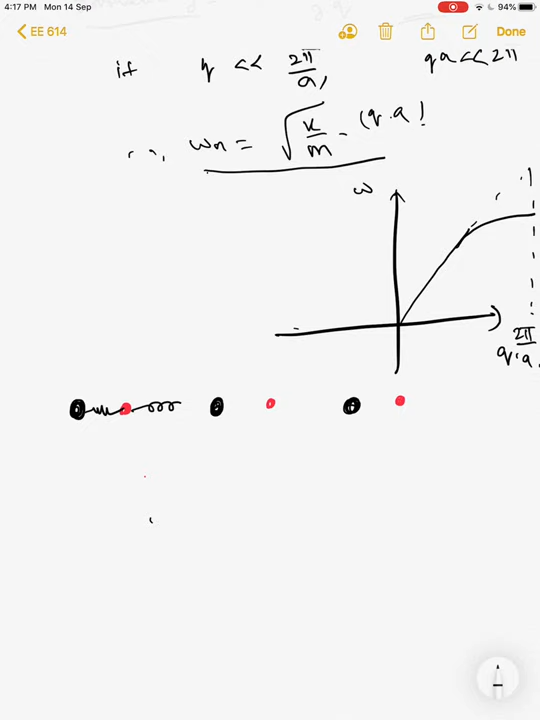 4:17 PM Mon 14 Sep 94%
EE 614 Done
if q << 2π/a, qa << 2π
∴ ωn = √(k/m) · (q·a)
ω
2π
q·a